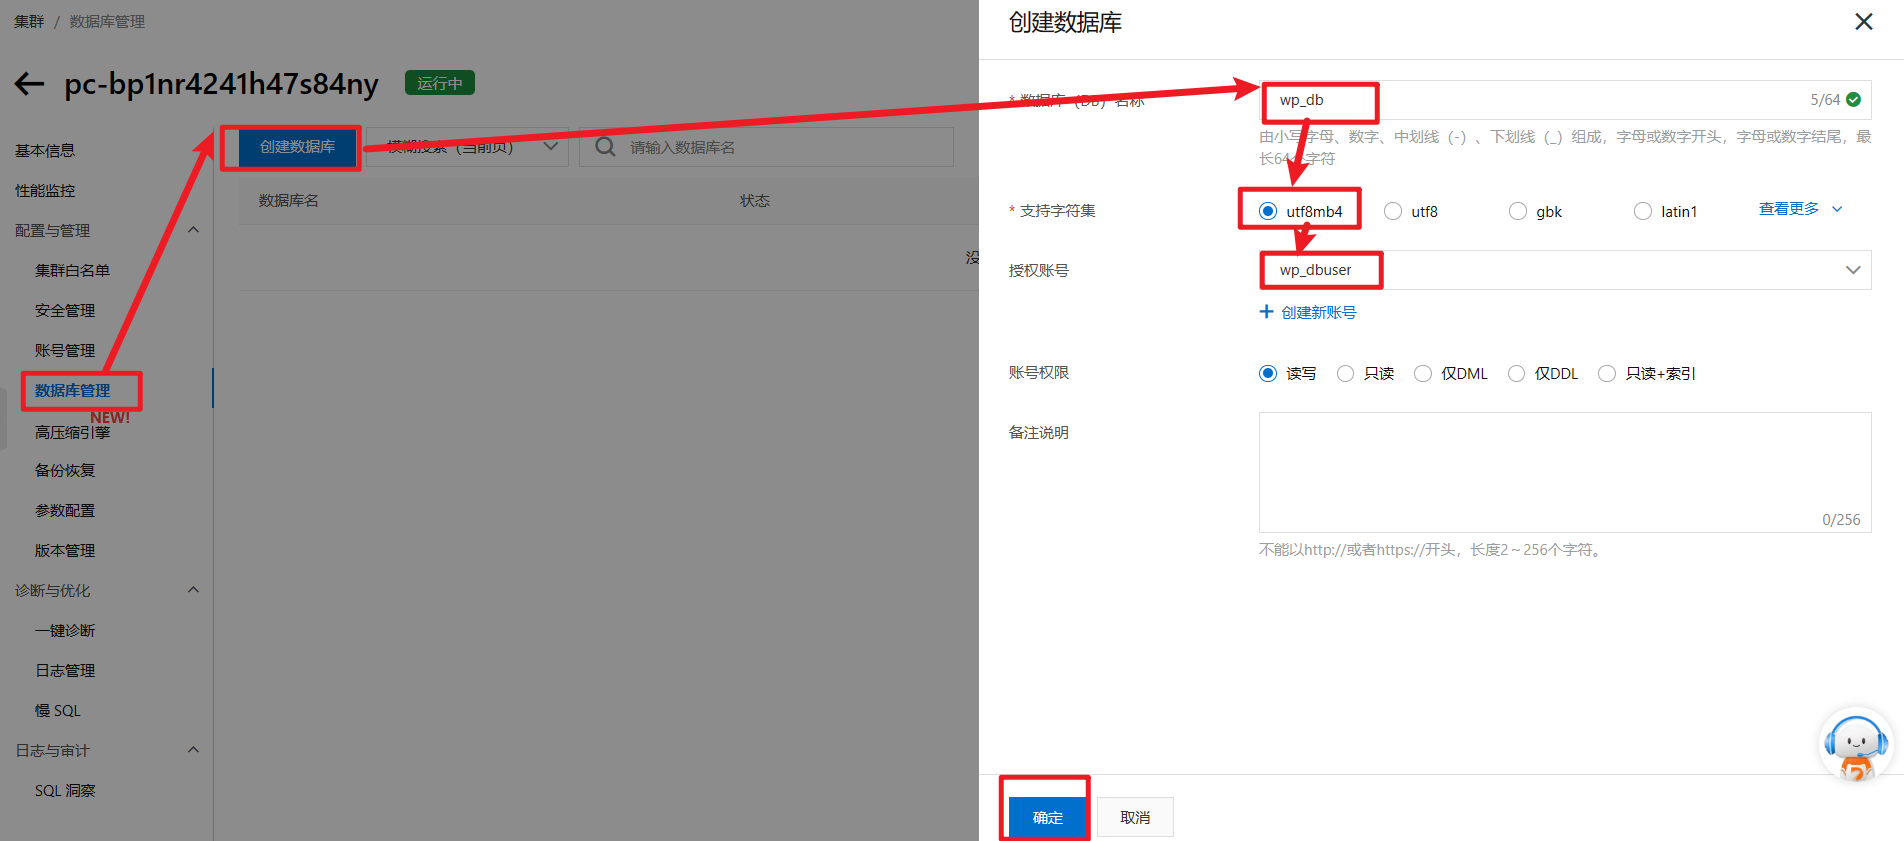 集群 / 数据库管理
pc-bp1nr4241h47s84ny 运行中
基本信息
性能监控
配置与管理
集群白名单
安全管理
账号管理
数据库管理
NEW!
高压缩引擎
备份恢复
参数配置
版本管理
诊断与优化
一键诊断
日志管理
慢 SQL
日志与审计
SQL 洞察
创建数据库 模糊搜索（当前页） 请输入数据库名
数据库名 状态
没
创建数据库
* 数据库（DB）名称 wp_db 5/64
由小写字母、数字、中划线（-）、下划线（_）组成，字母或数字开头，字母或数字结尾，最
长64个字符
* 支持字符集 utf8mb4 utf8 gbk latin1 查看更多
授权账号 wp_dbuser
+ 创建新账号
账号权限 读写 只读 仅DML 仅DDL 只读+索引
备注说明
0/256
不能以http://或者https://开头，长度2～256个字符。
确定 取消